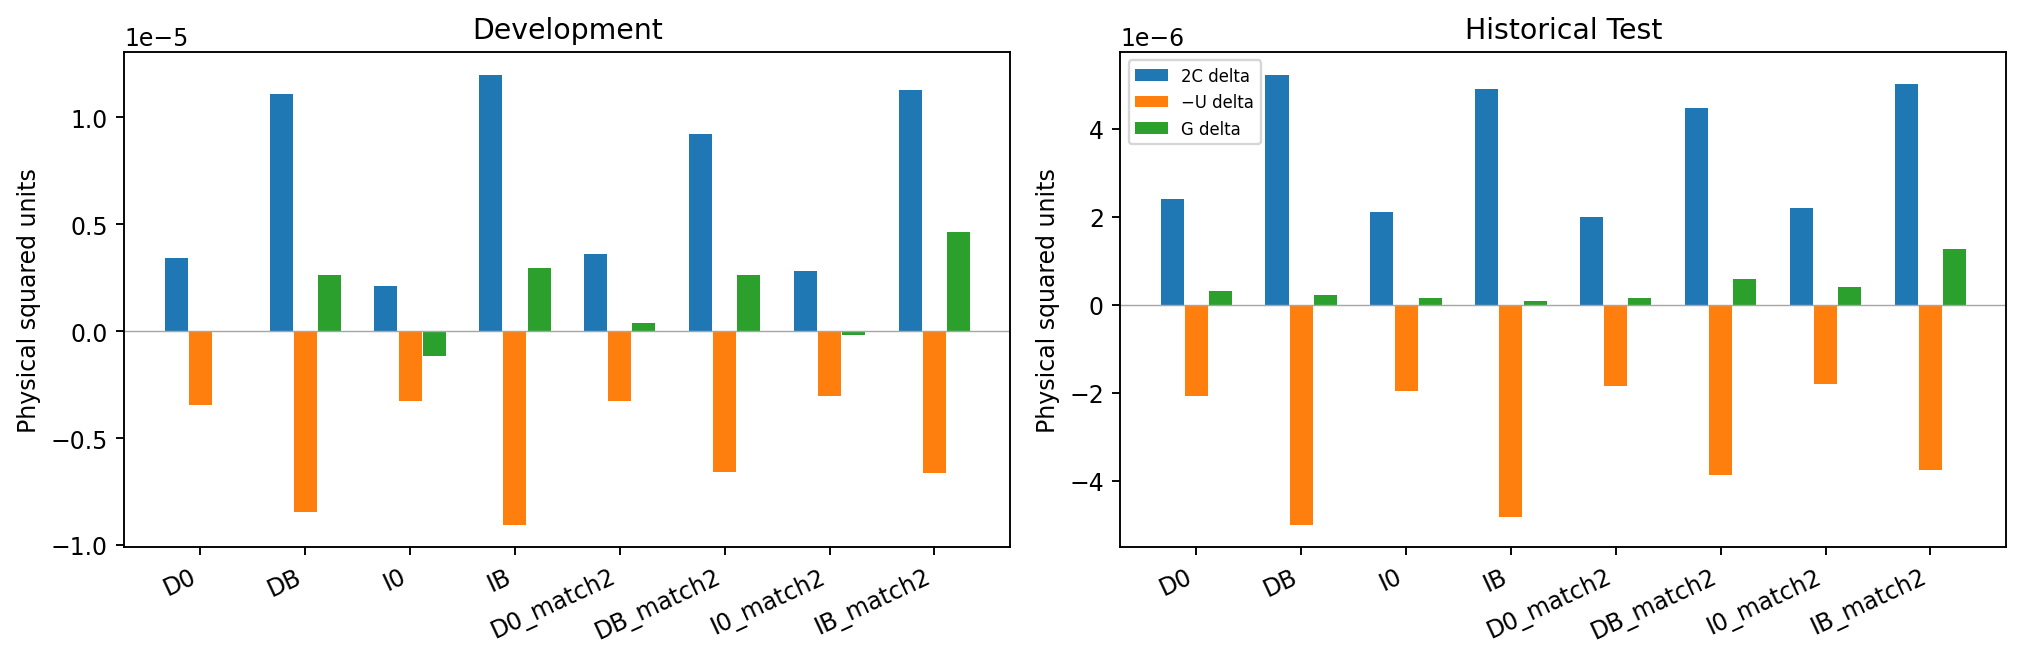 Development
1e−5
Physical squared units
1.0
0.5
0.0
−0.5
−1.0
D0
DB
I0
IB
D0_match2
DB_match2
I0_match2
IB_match2
Historical Test
1e−6
2C delta
−U delta
G delta
Physical squared units
4
2
0
−2
−4
D0
DB
I0
IB
D0_match2
DB_match2
I0_match2
IB_match2